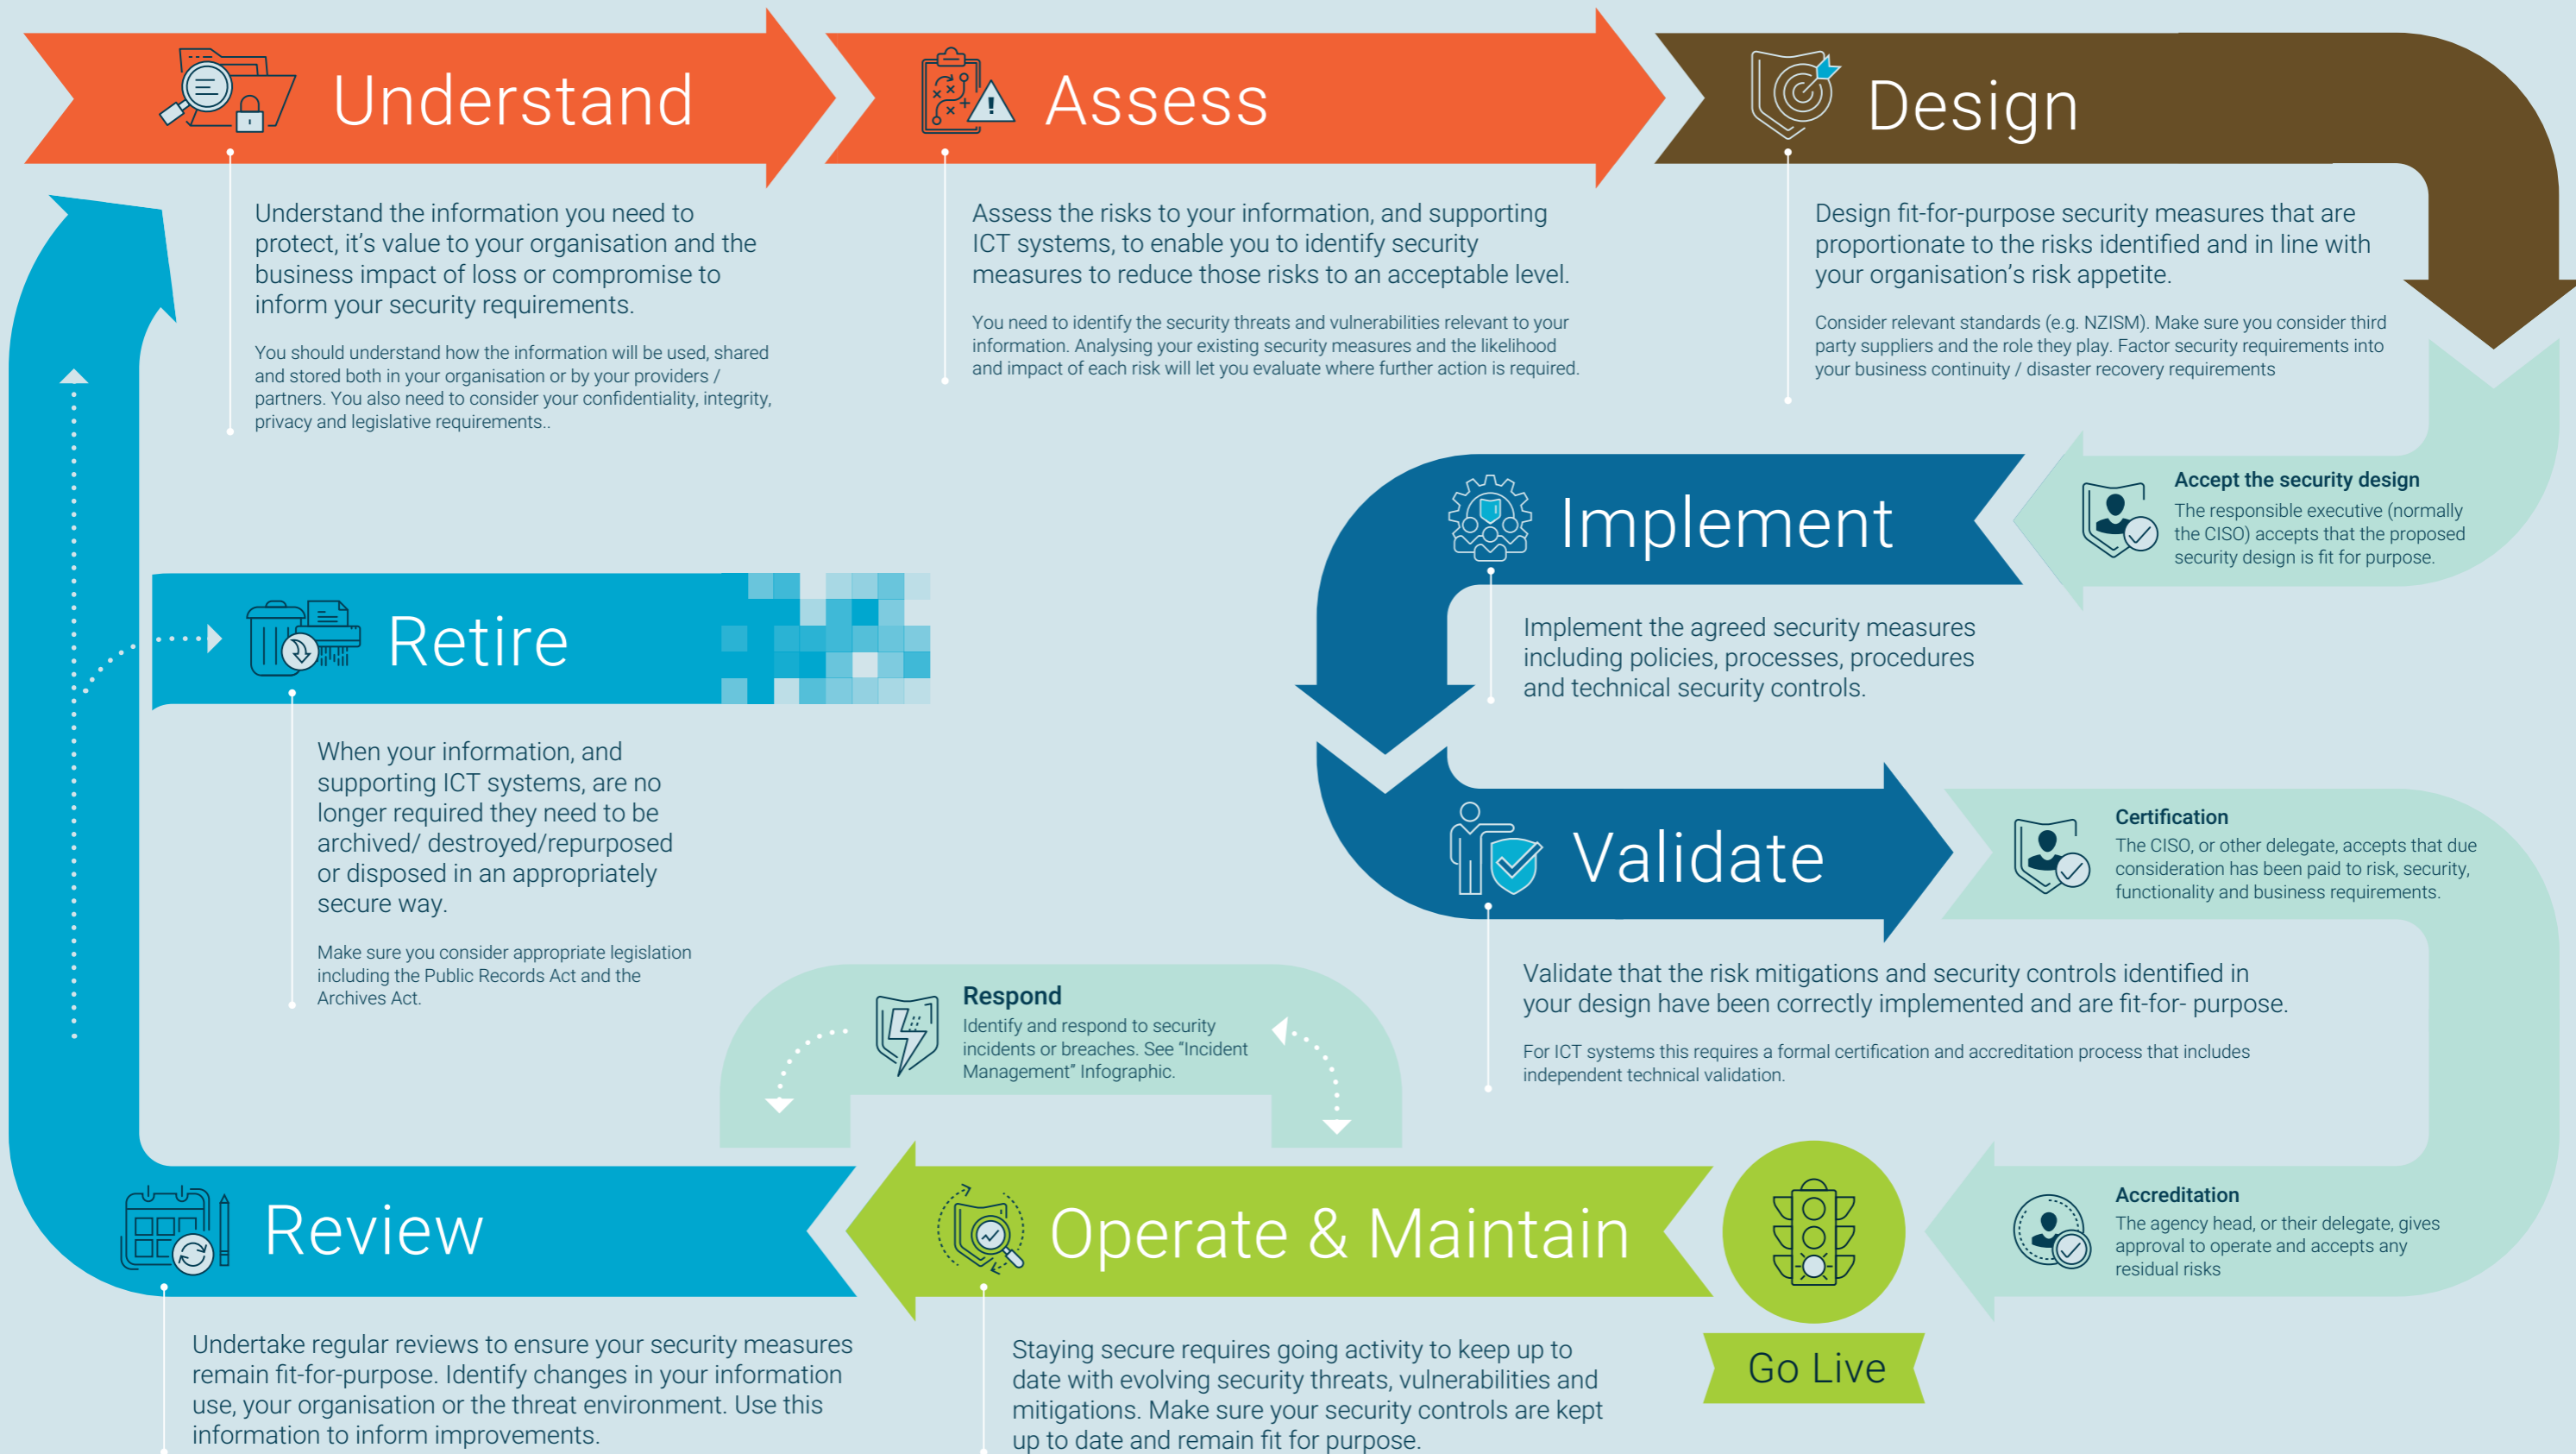 Understand
Understand the information you need to
protect, it's value to your organisation and the
business impact of loss or compromise to
inform your security requirements.
You should understand how the information will be used, shared
and stored both in your organisation or by your providers /
partners. You also need to consider your confidentiality, integrity,
privacy and legislative requirements..
Assess
Assess the risks to your information, and supporting
ICT systems, to enable you to identify security
measures to reduce those risks to an acceptable level.
You need to identify the security threats and vulnerabilities relevant to your
information. Analysing your existing security measures and the likelihood
and impact of each risk will let you evaluate where further action is required.
Design
Design fit-for-purpose security measures that are
proportionate to the risks identified and in line with
your organisation's risk appetite.
Consider relevant standards (e.g. NZISM). Make sure you consider third
party suppliers and the role they play. Factor security requirements into
your business continuity / disaster recovery requirements
Accept the security design
The responsible executive (normally
the CISO) accepts that the proposed
security design is fit for purpose.
Implement
Implement the agreed security measures
including policies, processes, procedures
and technical security controls.
Validate
Validate that the risk mitigations and security controls identified in
your design have been correctly implemented and are fit-for- purpose.
For ICT systems this requires a formal certification and accreditation process that includes
independent technical validation.
Certification
The CISO, or other delegate, accepts that due
consideration has been paid to risk, security,
functionality and business requirements.
Accreditation
The agency head, or their delegate, gives
approval to operate and accepts any
residual risks
Go Live
Operate & Maintain
Staying secure requires going activity to keep up to
date with evolving security threats, vulnerabilities and
mitigations. Make sure your security controls are kept
up to date and remain fit for purpose.
Respond
Identify and respond to security
incidents or breaches. See "Incident
Management" Infographic.
Review
Undertake regular reviews to ensure your security measures
remain fit-for-purpose. Identify changes in your information
use, your organisation or the threat environment. Use this
information to inform improvements.
Retire
When your information, and
supporting ICT systems, are no
longer required they need to be
archived/ destroyed/repurposed
or disposed in an appropriately
secure way.
Make sure you consider appropriate legislation
including the Public Records Act and the
Archives Act.